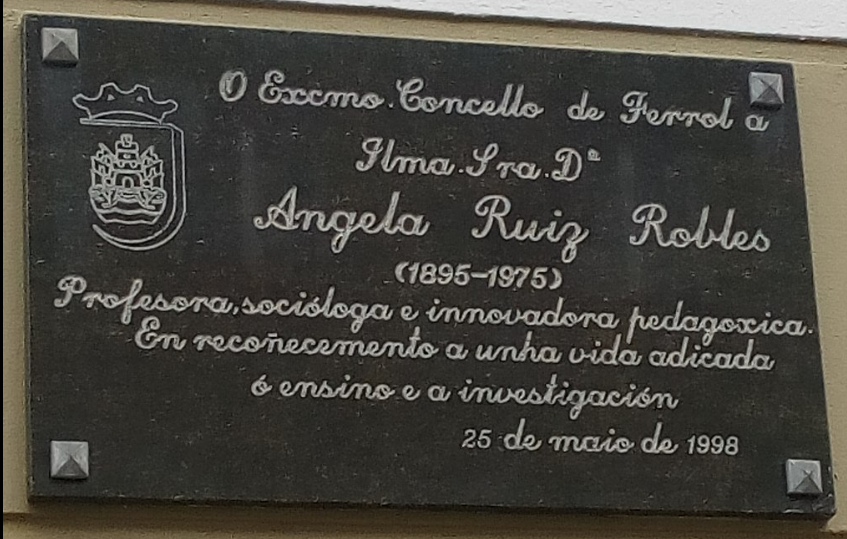 O Excmo. Concello de Ferrol a
Ilma. Sra. Dª
Angela Ruiz Robles
(1895-1975)
Profesora, socióloga e innovadora pedagoxica.
En recoñecemento a unha vida adicada
ó ensino e a investigación
25 de maio de 1998